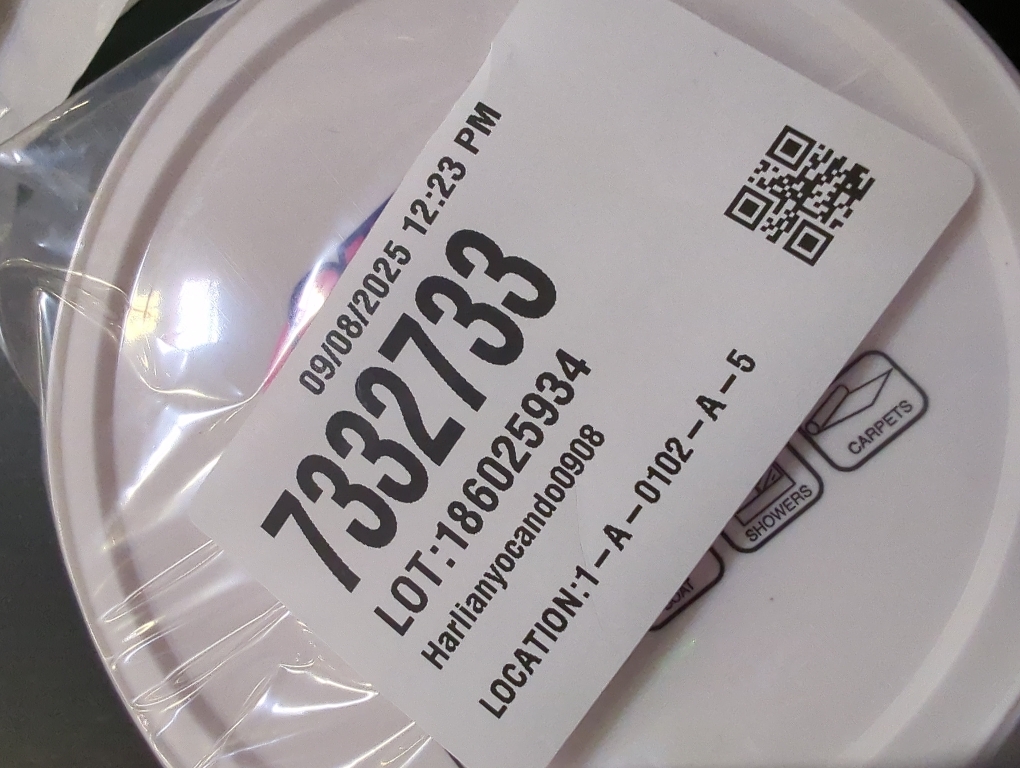 09/08/2025 12:23 PM
7332733
LOT:186025934
Harlianyocando0908
LOCATION:1-A-0102-A-5
CARPETS
SHOWERS